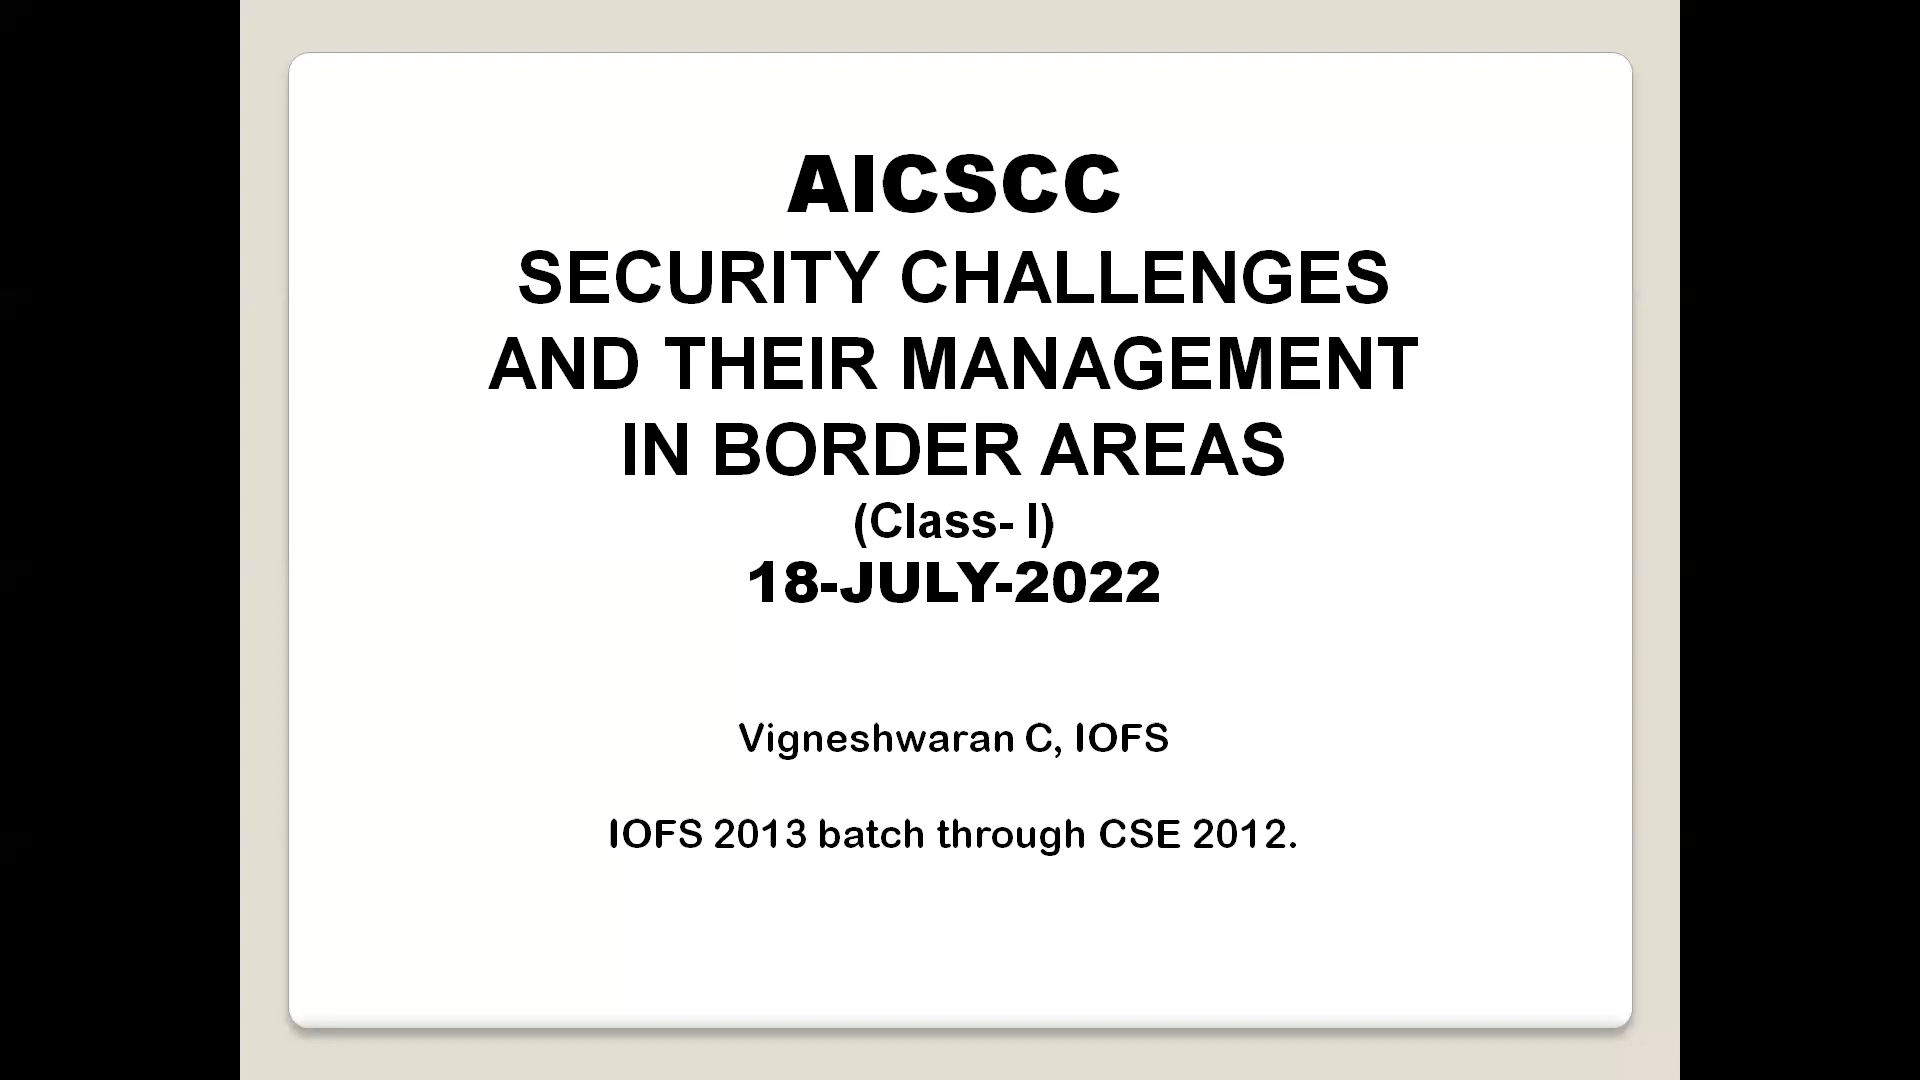 AICSCC
SECURITY CHALLENGES
AND THEIR MANAGEMENT
IN BORDER AREAS
(Class- I)
18-JULY-2022
Vigneshwaran C, IOFS
IOFS 2013 batch through CSE 2012.